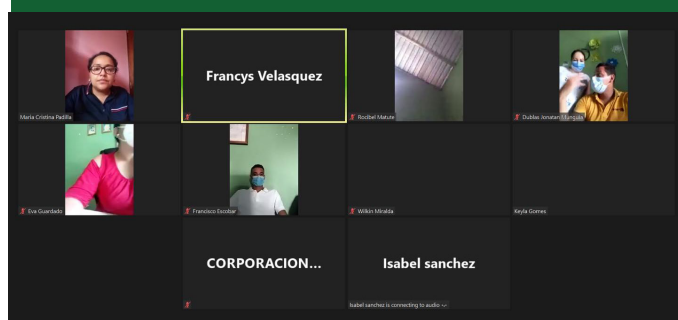 Francys Velasquez
Maria Cristina Padilla
Rocibel Matute
Dublas Jonatan Munguia
Eva Guardado
Francisco Escobar
Wilkin Miralda
Keyla Gomes
CORPORACION...
Isabel sanchez
Isabel sanchez is connecting to audio